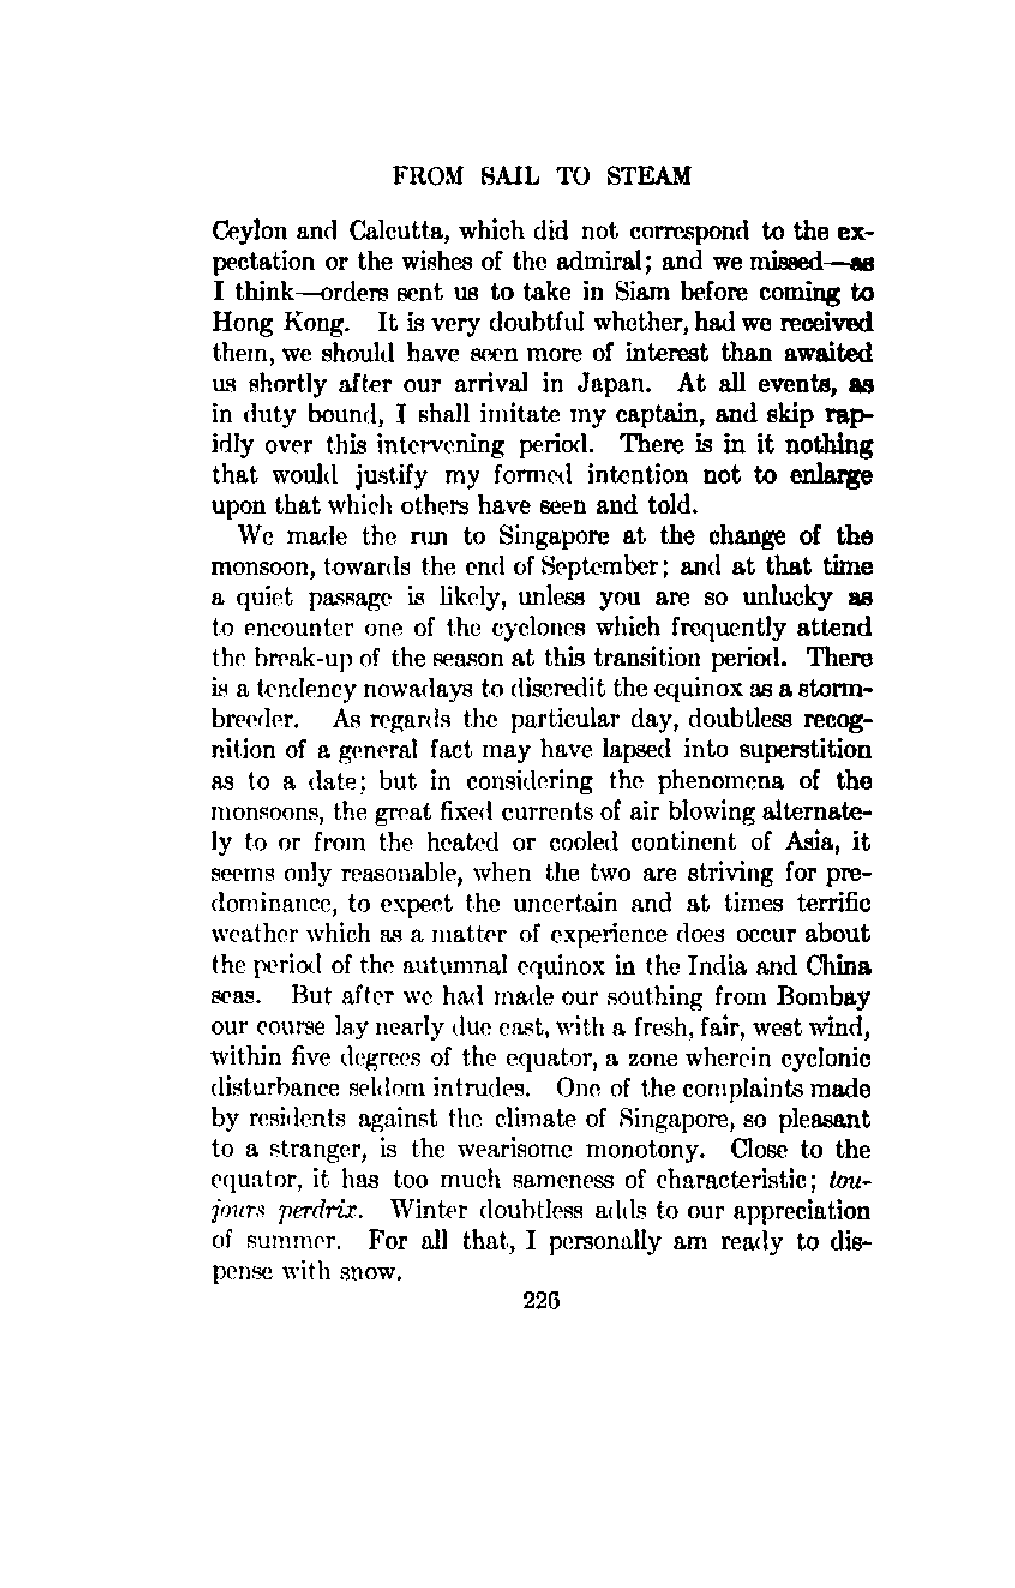 FROM SAIL TO STEAM
Ceylon and Calcutta, which did not correspond to the ex-
pectation or the wishes of the admiral; and we missed—as
I think—orders sent us to take in Siam before coming to
Hong Kong. It is very doubtful whether, had we received
them, we should have seen more of interest than awaited
us shortly after our arrival in Japan. At all events, as
in duty bound, I shall imitate my captain, and skip rap-
idly over this intervening period. There is in it nothing
that would justify my formed intention not to enlarge
upon that which others have seen and told.
We made the run to Singapore at the change of the
monsoon, towards the end of September; and at that time
a quiet passage is likely, unless you are so unlucky as
to encounter one of the cyclones which frequently attend
the break-up of the season at this transition period. There
is a tendency nowadays to discredit the equinox as a storm-
breeder. As regards the particular day, doubtless recog-
nition of a general fact may have lapsed into superstition
as to a date; but in considering the phenomena of the
monsoons, the great fixed currents of air blowing alternate-
ly to or from the heated or cooled continent of Asia, it
seems only reasonable, when the two are striving for pre-
dominance, to expect the uncertain and at times terrific
weather which as a matter of experience does occur about
the period of the autumnal equinox in the India and China
seas. But after we had made our southing from Bombay
our course lay nearly due east, with a fresh, fair, west wind,
within five degrees of the equator, a zone wherein cyclonic
disturbance seldom intrudes. One of the complaints made
by residents against the climate of Singapore, so pleasant
to a stranger, is the wearisome monotony. Close to the
equator, it has too much sameness of characteristic; tou-
jours perdrix. Winter doubtless adds to our appreciation
of summer. For all that, I personally am ready to dis-
pense with snow.
226